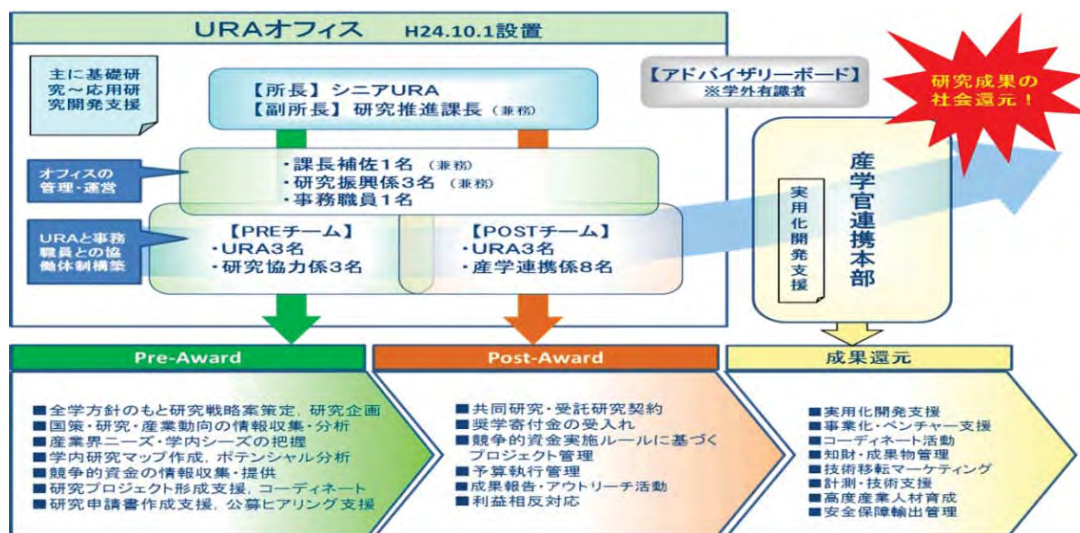 URAオフィス H24.10.1設置
主に基礎研
究～応用研
究開発支援
【所長】シニアURA
【副所長】研究推進課長（兼務）
【アドバイザリーボード】
※学外有識者
研究成果の
社会還元！
オフィスの
管理・運営
・課長補佐1名（兼務）
・研究振興係3名（兼務）
・事務職員1名
URAと事務
職員との協
働体制構築
【PREチーム】
・URA3名
・研究協力係3名
【POSTチーム】
・URA3名
・産学連携係8名
産学官連携本部
実用化開発支援
Pre-Award
■全学方針のもと研究戦略案策定，研究企画
■国策・研究・産業動向の情報収集・分析
■産業界ニーズ・学内シーズの把握
■学内研究マップ作成，ポテンシャル分析
■競争的資金の情報収集・提供
■研究プロジェクト形成支援，コーディネート
■研究申請書作成支援，公募ヒアリング支援
Post-Award
■共同研究・受託研究契約
■奨学寄付金の受入れ
■競争的資金実施ルールに基づく
プロジェクト管理
■予算執行管理
■成果報告・アウトリーチ活動
■利益相反対応
成果還元
■実用化開発支援
■事業化・ベンチャー支援
■コーディネート活動
■知財・成果物管理
■技術移転マーケティング
■計測・技術支援
■高度産業人材育成
■安全保障輸出管理